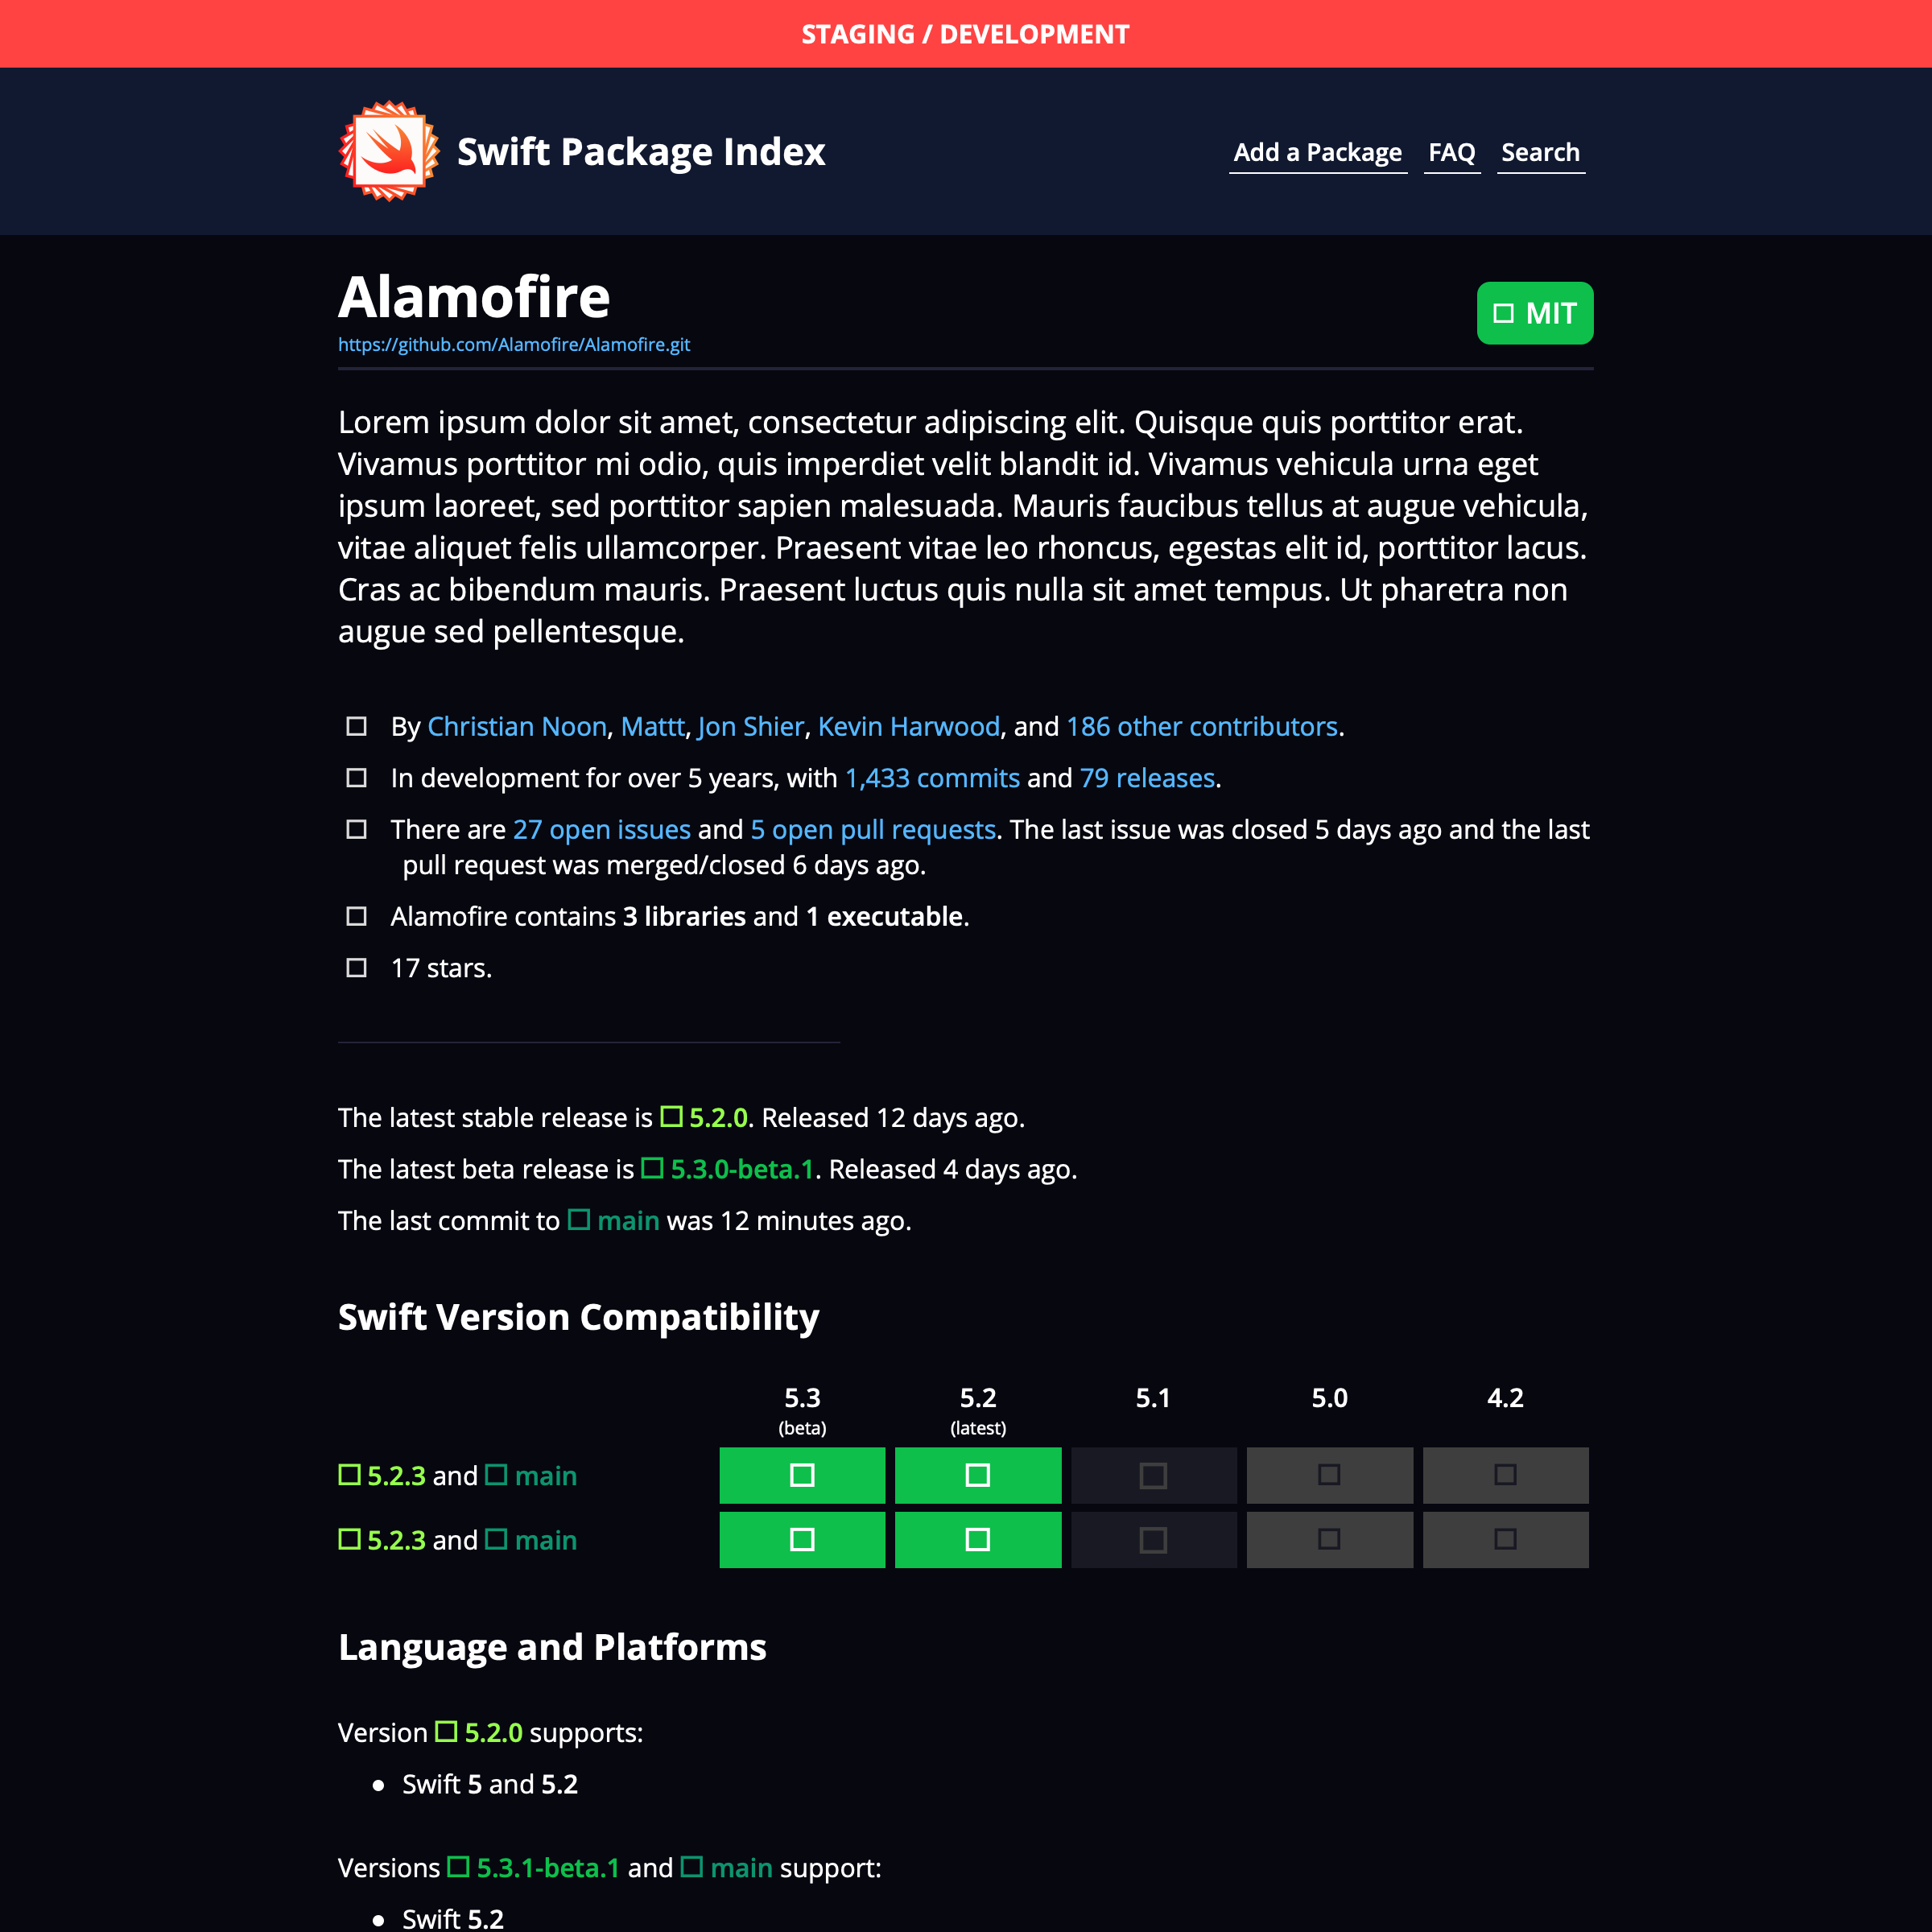 STAGING / DEVELOPMENT
Swift Package Index
Add a Package FAQ Search
Alamofire
MIT
https://github.com/Alamofire/Alamofire.git
Lorem ipsum dolor sit amet, consectetur adipiscing elit. Quisque quis porttitor erat.
Vivamus porttitor mi odio, quis imperdiet velit blandit id. Vivamus vehicula urna eget
ipsum laoreet, sed porttitor sapien malesuada. Mauris faucibus tellus at augue vehicula,
vitae aliquet felis ullamcorper. Praesent vitae leo rhoncus, egestas elit id, porttitor lacus.
Cras ac bibendum mauris. Praesent luctus quis nulla sit amet tempus. Ut pharetra non
augue sed pellentesque.
By Christian Noon, Mattt, Jon Shier, Kevin Harwood, and 186 other contributors.
In development for over 5 years, with 1,433 commits and 79 releases.
There are 27 open issues and 5 open pull requests. The last issue was closed 5 days ago and the last
pull request was merged/closed 6 days ago.
Alamofire contains 3 libraries and 1 executable.
17 stars.
The latest stable release is 5.2.0. Released 12 days ago.
The latest beta release is 5.3.0-beta.1. Released 4 days ago.
The last commit to main was 12 minutes ago.
Swift Version Compatibility
5.3 5.2 5.1 5.0 4.2
(beta) (latest)
5.2.3 and main
5.2.3 and main
Language and Platforms
Version 5.2.0 supports:
• Swift 5 and 5.2
Versions 5.3.1-beta.1 and main support:
• Swift 5.2